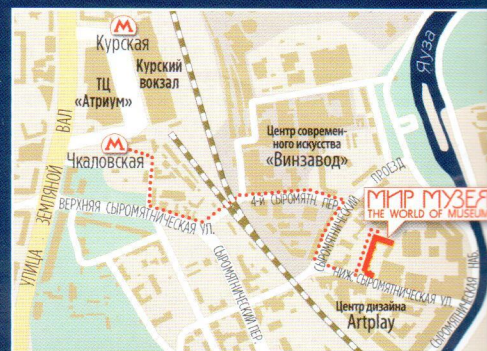 М
Курская
Курский
вокзал
ТЦ
«Атриум»
Яуза
М
Чкаловская
УЛИЦА ЗЕМЛЯНОЙ ВАЛ
Центр современ-
ного искусства
«Винзавод»
ПРОЕЗД
ВЕРХНЯЯ СЫРОМЯТНИЧЕСКАЯ УЛ.
4-й СЫРОМЯТН. ПЕР.
СЫРОМЯТНИЧЕСКИЙ
МИР МУЗЕЯ
THE WORLD OF MUSEUM
НИЖ. СЫРОМЯТНИЧЕСКАЯ УЛ.
СЫРОМЯТНИЧЕСКИЙ ПЕР.
Центр дизайна
Artplay
СЫРОМЯТНИЧЕСКАЯ НАБ.